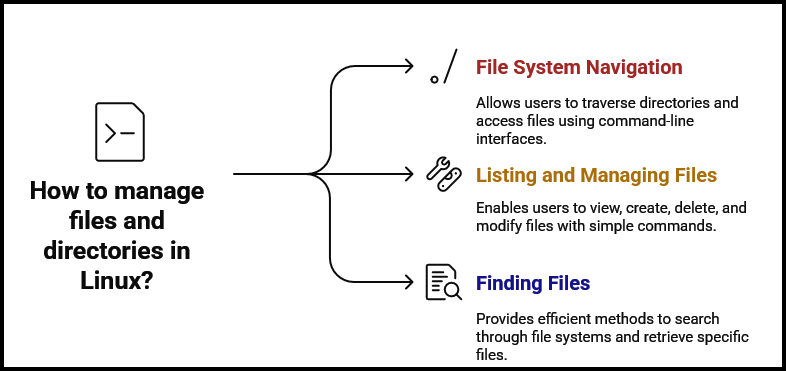 How to manage
files and
directories in
Linux?
./
File System Navigation
Allows users to traverse directories and
access files using command-line
interfaces.
Listing and Managing Files
Enables users to view, create, delete, and
modify files with simple commands.
Finding Files
Provides efficient methods to search
through file systems and retrieve specific
files.